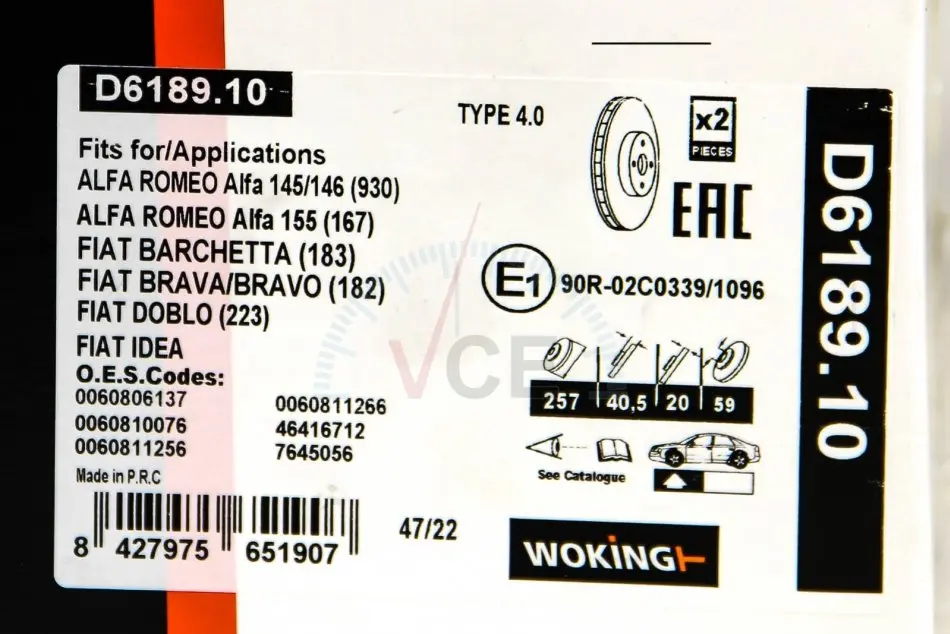 D6189.10
TYPE 4.0
x2
PIECES
Fits for/Applications
ALFA ROMEO Alfa 145/146 (930)
ALFA ROMEO Alfa 155 (167)
FIAT BARCHETTA (183)
FIAT BRAVA/BRAVO (182)
FIAT DOBLO (223)
FIAT IDEA
O.E.S.Codes:
0060806137
0060810076
0060811256
0060811266
46416712
7645056
Made in P.R.C
8 427975 651907
47/22
EAC
E1 90R-02C0339/1096
257 40,5 20 59
See Catalogue
WOKING
D6189.10